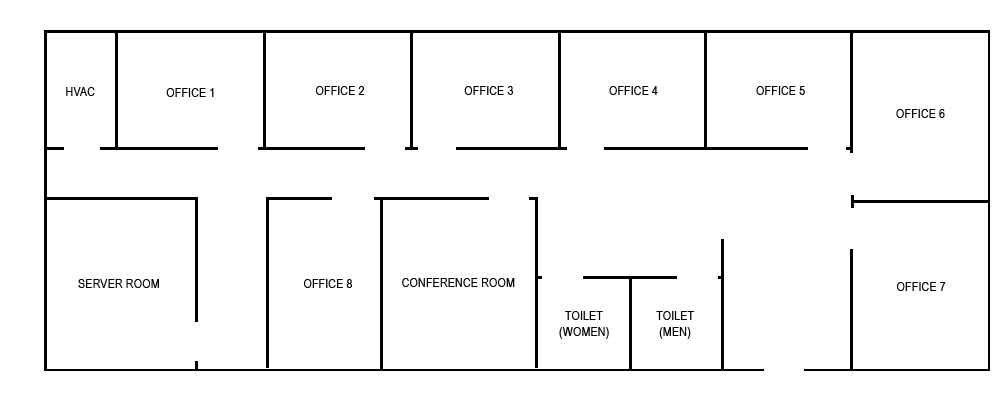 HVAC
OFFICE 1
OFFICE 2
OFFICE 3
OFFICE 4
OFFICE 5
OFFICE 6
SERVER ROOM
OFFICE 8
CONFERENCE ROOM
TOILET
(WOMEN)
TOILET
(MEN)
OFFICE 7